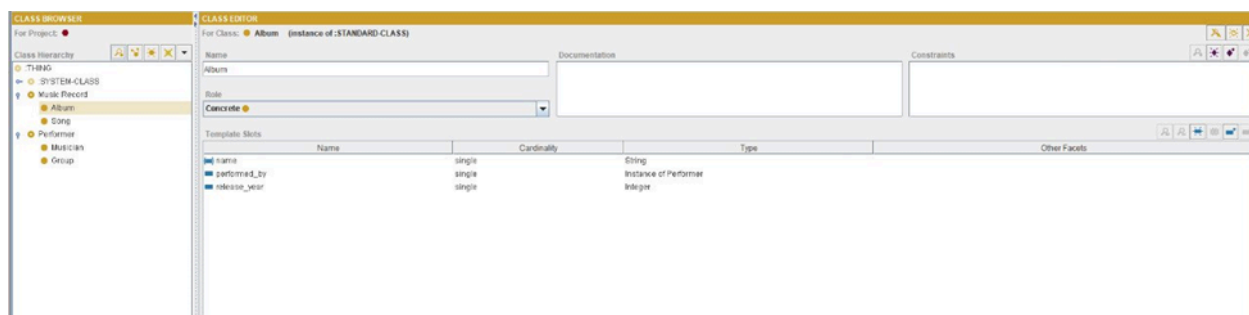 CLASS BROWSER
For Project:
Class Hierarchy
:THING
:SYSTEM-CLASS
Music Record
Album
Song
Performer
Musician
Group
CLASS EDITOR
For Class: Album (instance of :STANDARD-CLASS)
Name
Album
Role
Concrete
Documentation
Constraints
Template Slots
Name Cardinality Type Other Facets
name single String
performed_by single Instance of Performer
release_year single Integer